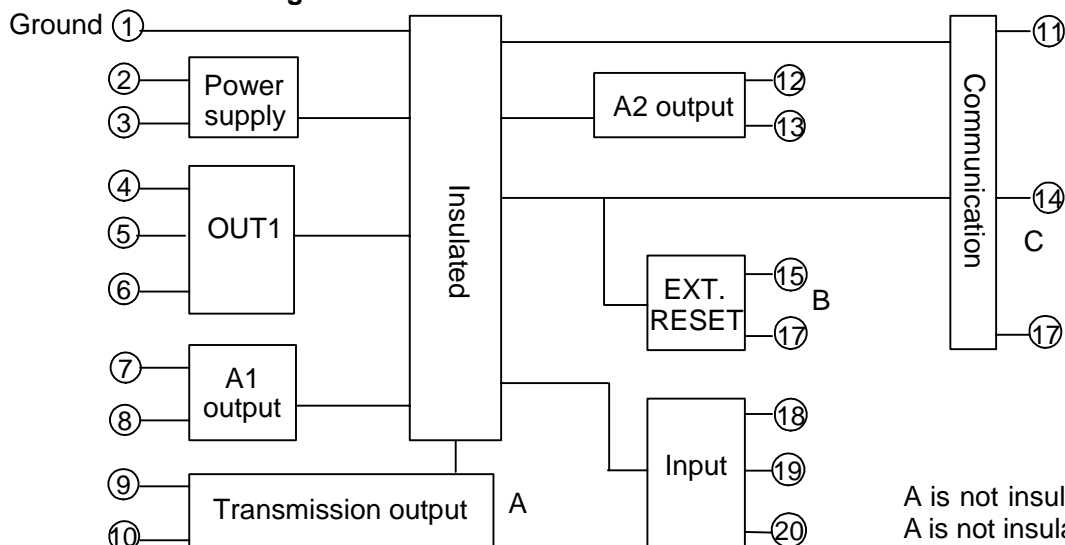 Ground 1
2
3
Power
supply
4
5
6
OUT1
7
8
A1
output
9
10
Transmission output
A
Insulated
A2 output
12
13
EXT.
RESET
15
17
B
Input
18
19
20
Communication
11
14
C
17
A is not insul
A is not insula